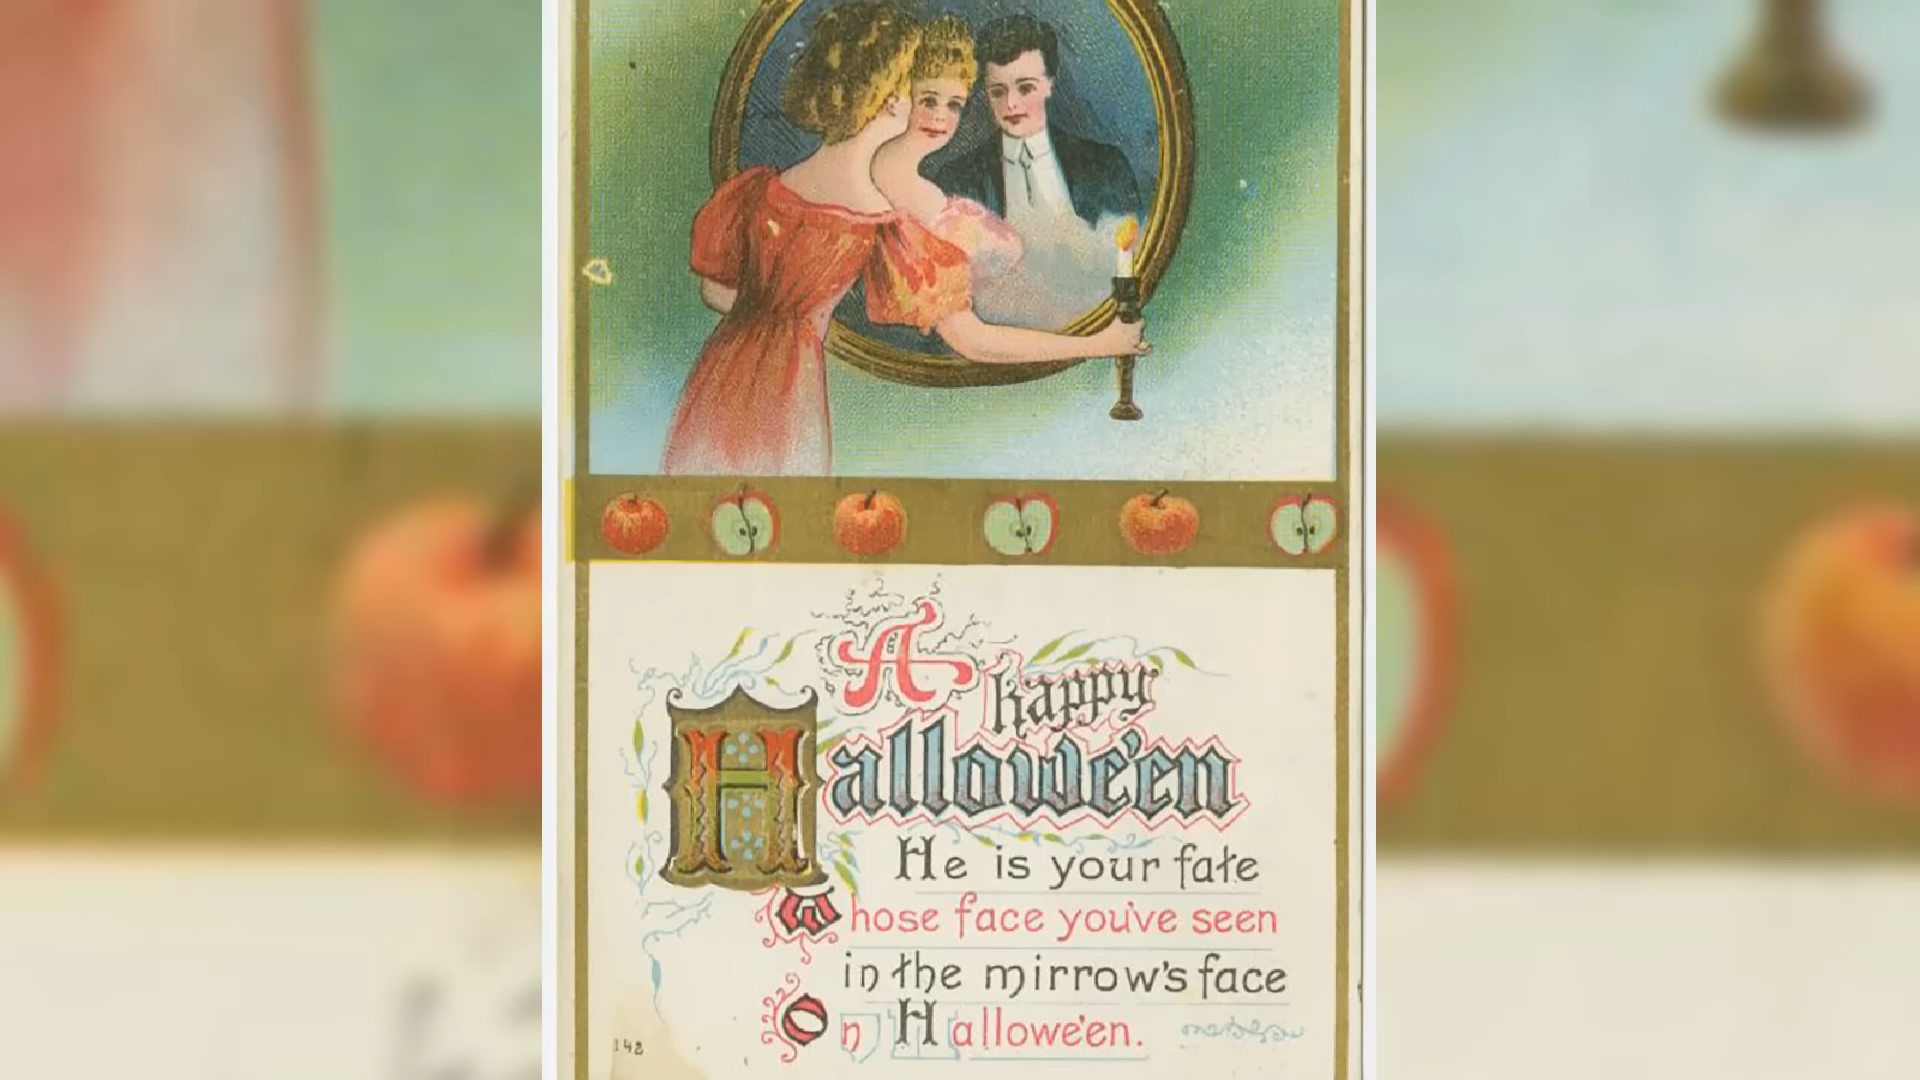 A
happy
Hallowe'en
He is your fate
Whose face you've seen
in the mirrow's face
On Hallowe'en.
148